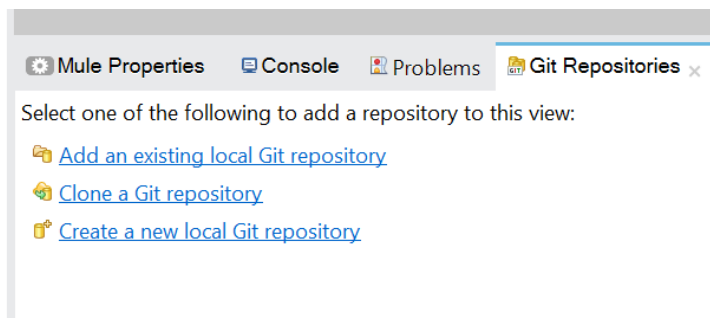 Mule Properties Console Problems Git Repositories
Select one of the following to add a repository to this view:
Add an existing local Git repository
Clone a Git repository
Create a new local Git repository